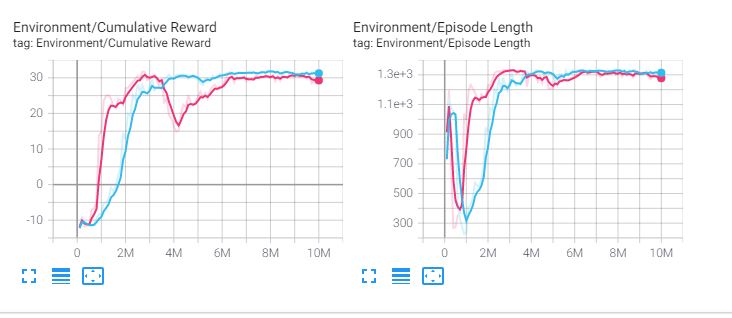 Environment/Cumulative Reward
tag: Environment/Cumulative Reward
30
20
10
0
-10
0 2M 4M 6M 8M 10M
Environment/Episode Length
tag: Environment/Episode Length
1.3e+3
1.1e+3
900
700
500
300
0 2M 4M 6M 8M 10M